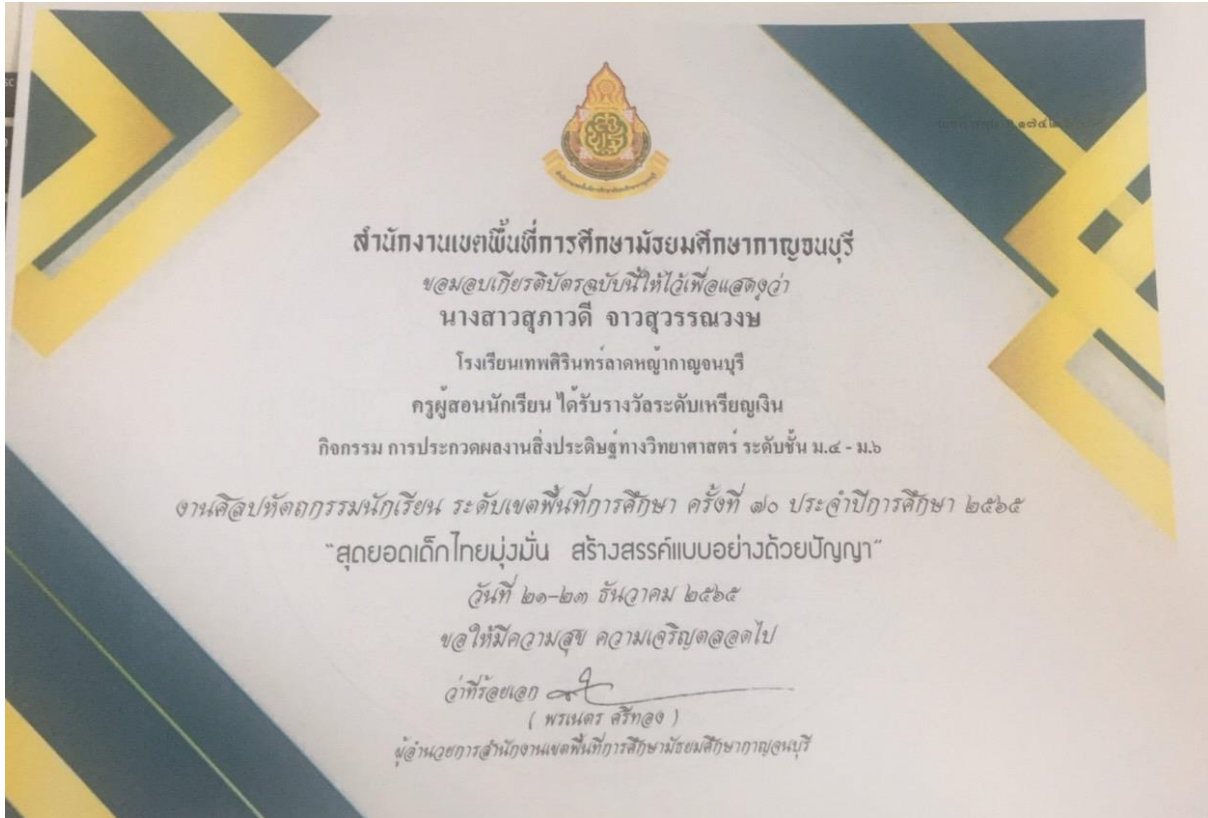 สำนักงานเขตพื้นที่การศึกษามัธยมศึกษากาญจนบุรี
ขอมอบเกียรติบัตรฉบับนี้ให้ไว้เพื่อแสดงว่า
นางสาวสุภาวดี จาวสุวรรณวงษ
โรงเรียนเทพศิรินทร์ลาดหญ้ากาญจนบุรี
ครูผู้สอนนักเรียน ได้รับรางวัลระดับเหรียญเงิน
กิจกรรม การประกวดผลงานสิ่งประดิษฐ์ทางวิทยาศาสตร์ ระดับชั้น ม.๔ - ม.๖
งานศิลปหัตถกรรมนักเรียน ระดับเขตพื้นที่การศึกษา ครั้งที่ ๗๐ ประจำปีการศึกษา ๒๕๖๕
"สุดยอดเด็กไทยมุ่งมั่น สร้างสรรค์แบบอย่างด้วยปัญญา"
วันที่ ๒๑-๒๓ ธันวาคม ๒๕๖๕
ขอให้มีความสุข ความเจริญตลอดไป
ว่าที่ร้อยเอก
( พรเนตร ศรีทอง )
ผู้อำนวยการสำนักงานเขตพื้นที่การศึกษามัธยมศึกษากาญจนบุรี